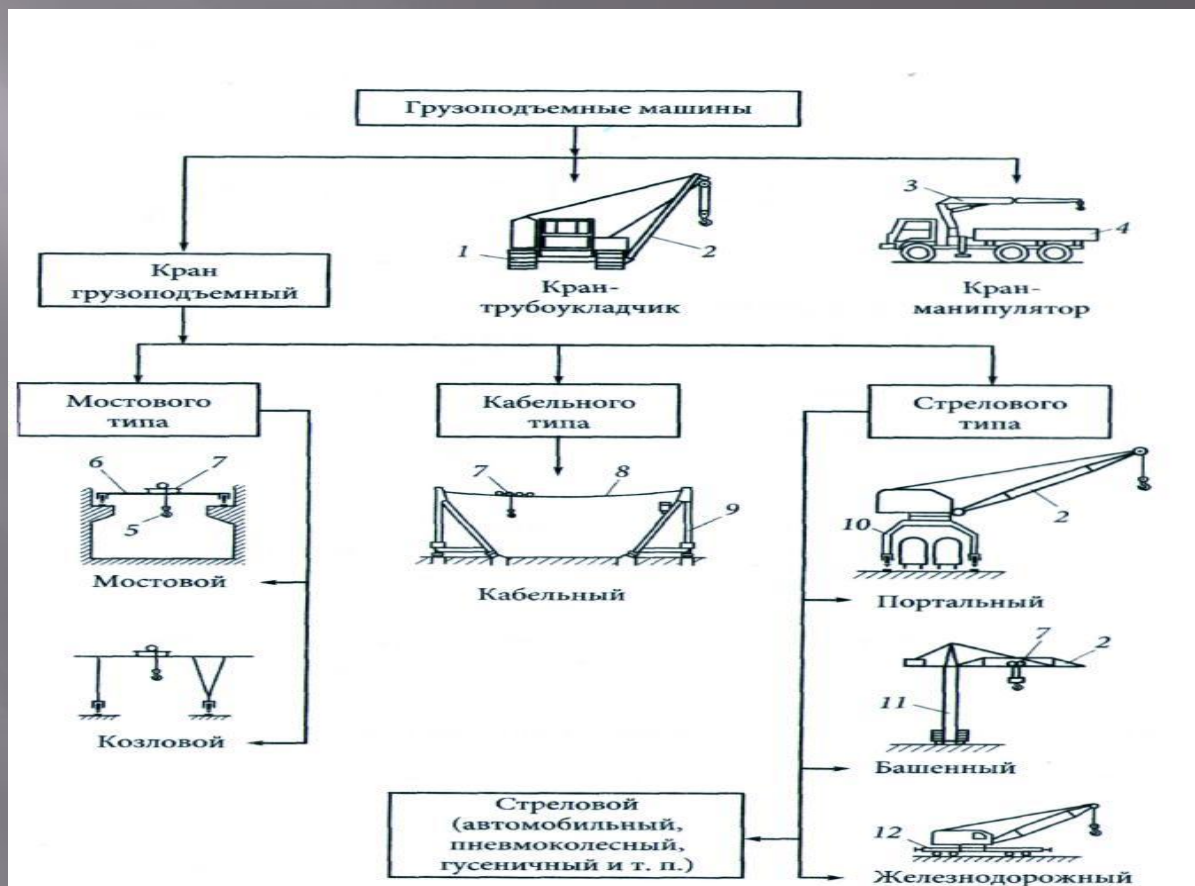 Грузоподъемные машины
3
4
1
2
Кран
грузоподъемный
Кран-
трубоукладчик
Кран-
манипулятор
Мостового
типа
Кабельного
типа
Стрелового
типа
6
7
5
7
8
9
2
10
Мостовой
Кабельный
Портальный
7
2
11
Козловой
Башенный
Стреловой
(автомобильный,
пневмоколесный,
гусеничный и т. п.)
12
Железнодорожный